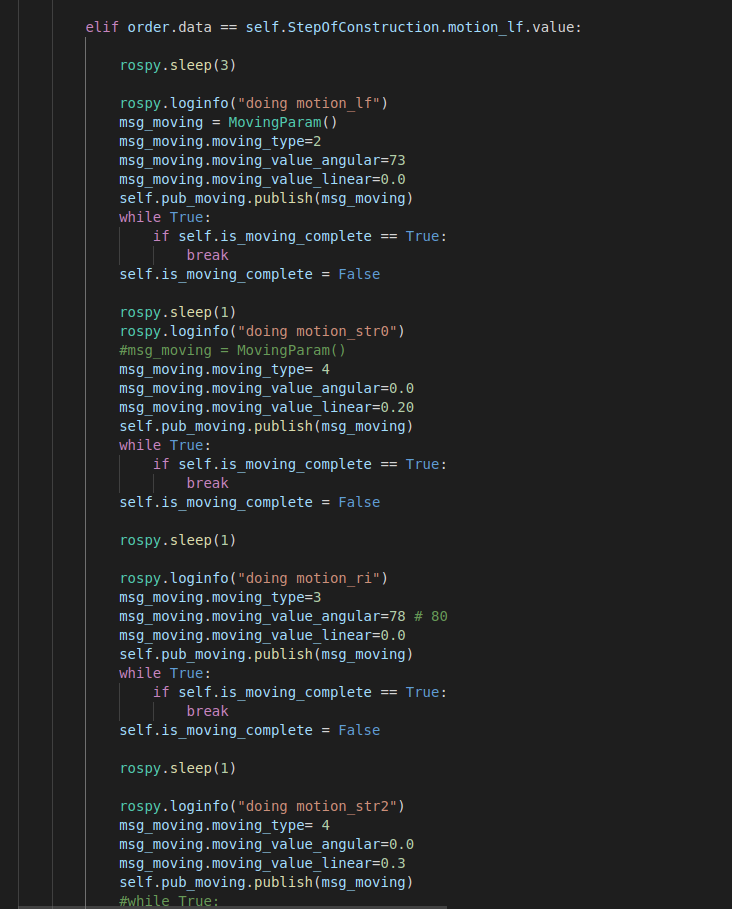 elif order.data == self.StepOfConstruction.motion_lf.value:
rospy.sleep(3)
rospy.loginfo("doing motion_lf")
msg_moving = MovingParam()
msg_moving.moving_type=2
msg_moving.moving_value_angular=73
msg_moving.moving_value_linear=0.0
self.pub_moving.publish(msg_moving)
while True:
if self.is_moving_complete == True:
break
self.is_moving_complete = False
rospy.sleep(1)
rospy.loginfo("doing motion_str0")
#msg_moving = MovingParam()
msg_moving.moving_type= 4
msg_moving.moving_value_angular=0.0
msg_moving.moving_value_linear=0.20
self.pub_moving.publish(msg_moving)
while True:
if self.is_moving_complete == True:
break
self.is_moving_complete = False
rospy.sleep(1)
rospy.loginfo("doing motion_ri")
msg_moving.moving_type=3
msg_moving.moving_value_angular=78 # 80
msg_moving.moving_value_linear=0.0
self.pub_moving.publish(msg_moving)
while True:
if self.is_moving_complete == True:
break
self.is_moving_complete = False
rospy.sleep(1)
rospy.loginfo("doing motion_str2")
msg_moving.moving_type= 4
msg_moving.moving_value_angular=0.0
msg_moving.moving_value_linear=0.3
self.pub_moving.publish(msg_moving)
#while True: